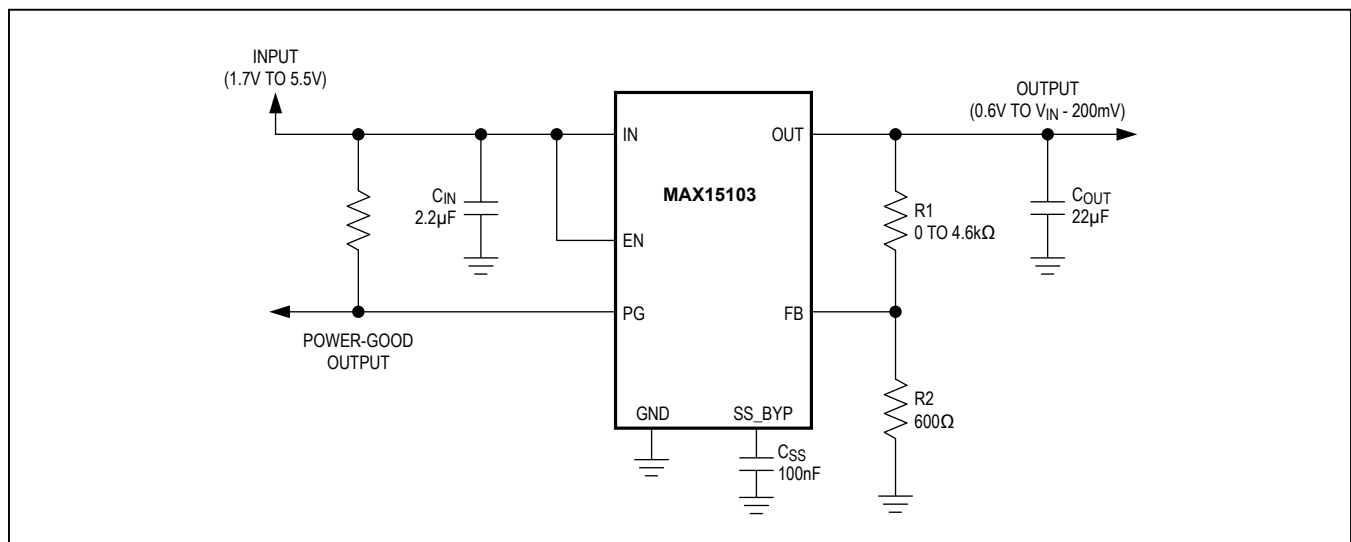 INPUT
(1.7V TO 5.5V)
OUTPUT
(0.6V TO VIN - 200mV)
IN
OUT
MAX15103
CIN
2.2µF
COUT
22µF
R1
0 TO 4.6kΩ
EN
PG
FB
POWER-GOOD
OUTPUT
R2
600Ω
GND
SS_BYP
CSS
100nF